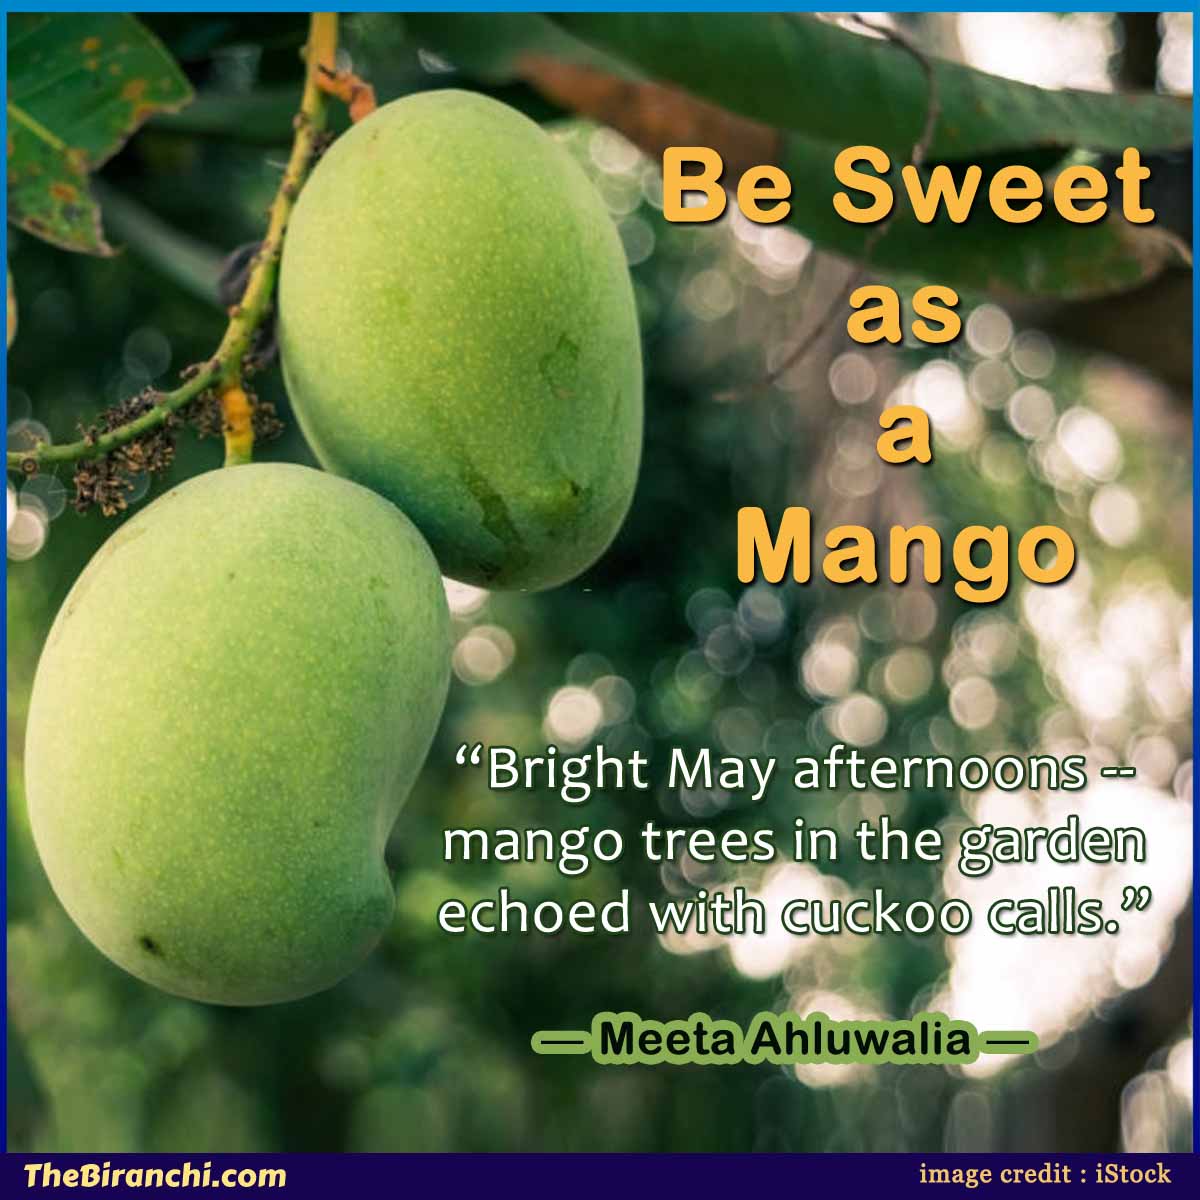 Be Sweet
as
a
Mango
“Bright May afternoons --
mango trees in the garden
echoed with cuckoo calls.”
— Meeta Ahluwalia —
TheBiranchi.com
image credit : iStock